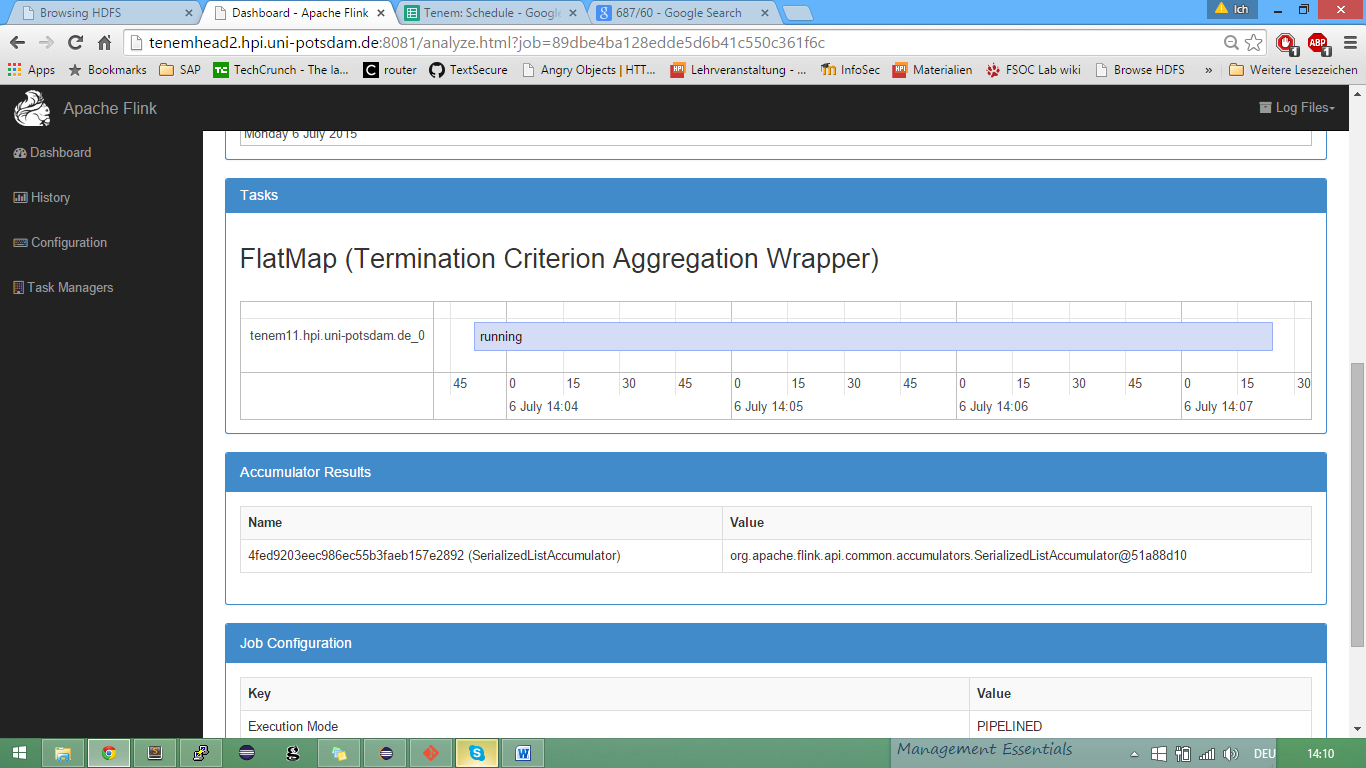 Browsing HDFS
Dashboard - Apache Flink
Tenem: Schedule - Google
687/60 - Google Search
Ich
tenemhead2.hpi.uni-potsdam.de:8081/analyze.html?job=89dbe4ba128edde5d6b41c550c361f6c
1
ABP
1
Apps
Bookmarks
SAP
TC TechCrunch - The la...
C router
TextSecure
Angry Objects | HTT...
HPI Lehrveranstaltung - ...
InfoSec
HPI Materialien
FSOC Lab wiki
Browse HDFS
»
Weitere Lesezeichen
Apache Flink
Log Files
Dashboard
History
Configuration
Task Managers
Monday 6 July 2015
Tasks
FlatMap (Termination Criterion Aggregation Wrapper)
tenem11.hpi.uni-potsdam.de_0
running
45 0 15 30 45 0 15 30 45 0 15 30 45 0 15 30
6 July 14:04 6 July 14:05 6 July 14:06 6 July 14:07
Accumulator Results
Name Value
4fed9203eec986ec55b3faeb157e2892 (SerializedListAccumulator) org.apache.flink.api.common.accumulators.SerializedListAccumulator@51a88d10
Job Configuration
Key Value
Execution Mode PIPELINED
Management Essentials
DEU
14:10